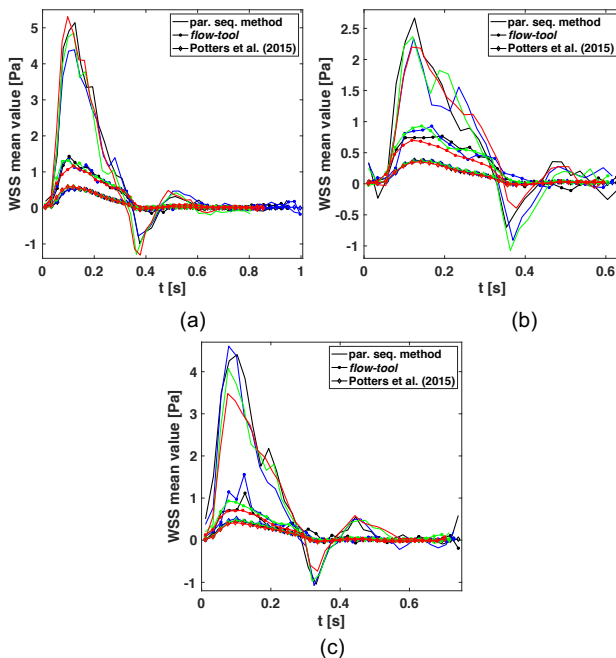 par. seq. method
flow-tool
Potters et al. (2015)
WSS mean value [Pa]
5
4
3
2
1
0
-1
0 0.2 0.4 0.6 0.8 1
t [s]
(a)
par. seq. method
flow-tool
Potters et al. (2015)
WSS mean value [Pa]
2.5
2
1.5
1
0.5
0
-0.5
-1
0 0.2 0.4 0.6
t [s]
(b)
par. seq. method
flow-tool
Potters et al. (2015)
WSS mean value [Pa]
4
3
2
1
0
-1
0 0.2 0.4 0.6
t [s]
(c)